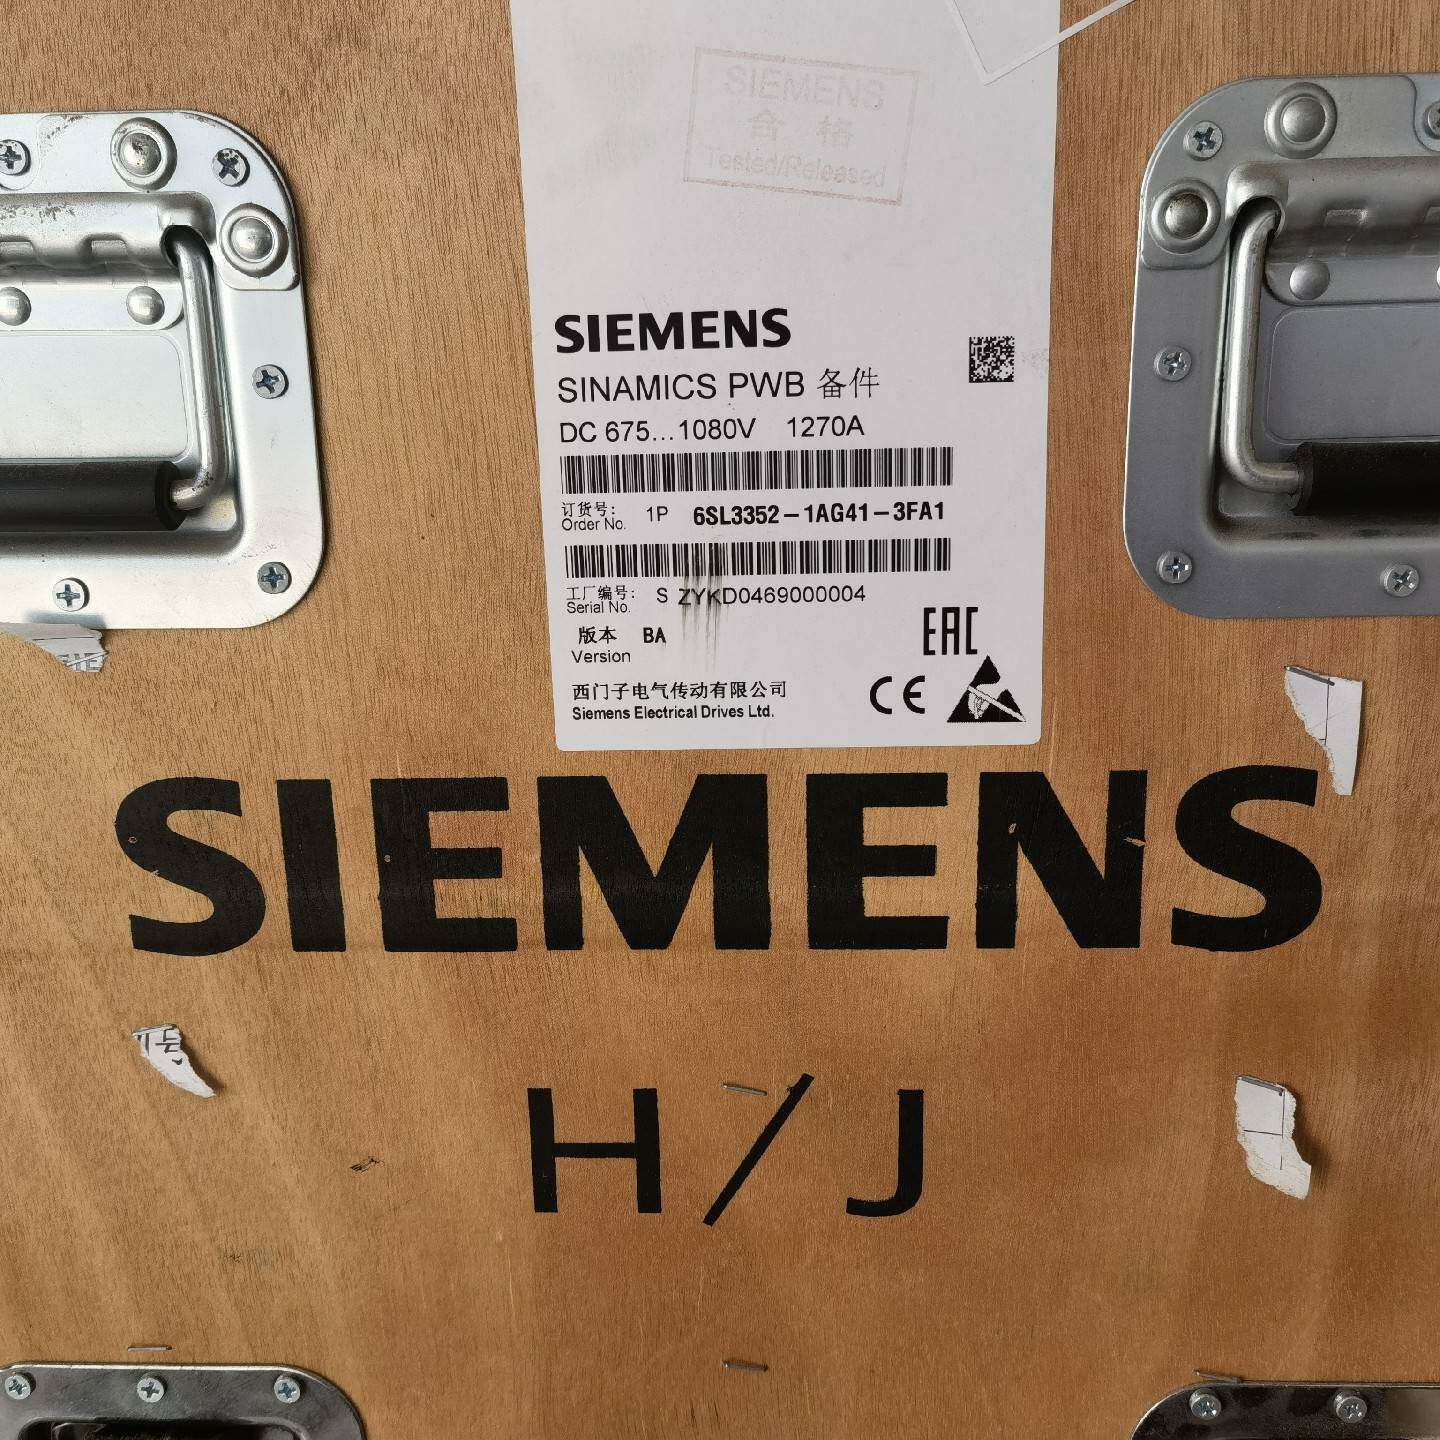 SIEMENS
合格
Tested/Released
SIEMENS
SINAMICS PWB 备件
DC 675...1080V 1270A
订货号: 1P 6SL3352-1AG41-3FA1
Order No.
工厂编号: S ZYKD0469000004
Serial No.
版本 BA
Version
EAC
西门子电气传动有限公司
Siemens Electrical Drives Ltd.
CE
SIEMENS
H/J